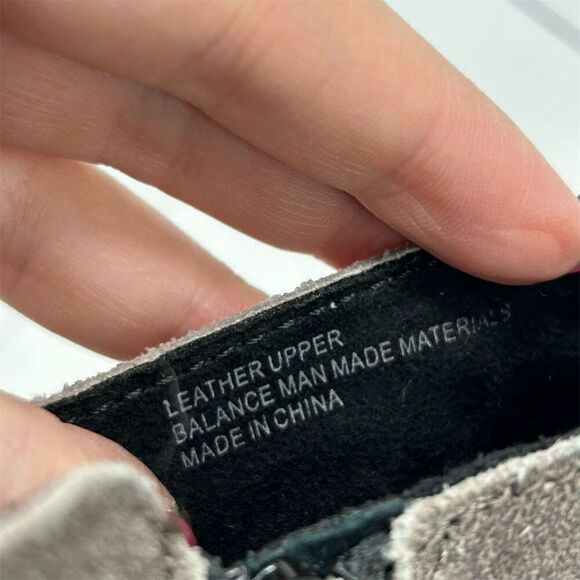 LEATHER UPPER
BALANCE MAN MADE MATERIALS
MADE IN CHINA